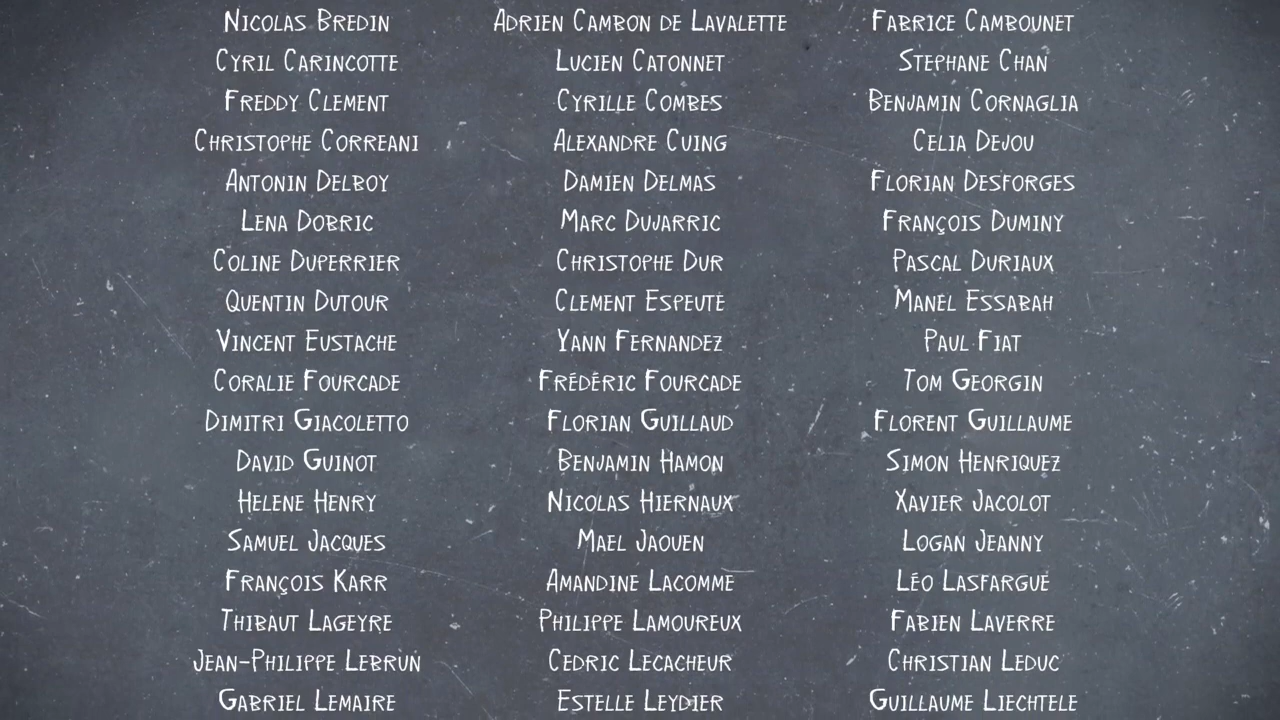 Nicolas Bredin Adrien Cambon de Lavalette Fabrice Cambounet
Cyril Carincotte Lucien Catonnet Stephane Chan
Freddy Clement Cyrille Combes Benjamin Cornaglia
Christophe Correani Alexandre Cuing Celia Dejou
Antonin Delboy Damien Delmas Florian Desforges
Lena Dobric Marc Dujarric François Duminy
Coline Duperrier Christophe Dur Pascal Duriaux
Quentin Dutour Clement Espeute Manel Essabah
Vincent Eustache Yann Fernandez Paul Fiat
Coralie Fourcade Frédéric Fourcade Tom Georgin
Dimitri Giacoletto Florian Guillaud Florent Guillaume
David Guinot Benjamin Hamon Simon Henriquez
Helene Henry Nicolas Hiernaux Xavier Jacolot
Samuel Jacques Mael Jaouen Logan Jeanny
François Karr Amandine Lacomme Léo Lasfargue
Thibaut Lageyre Philippe Lamoureux Fabien Laverre
Jean-Philippe Lebrun Cedric Lecacheur Christian Leduc
Gabriel Lemaire Estelle Leydier Guillaume Liechtele